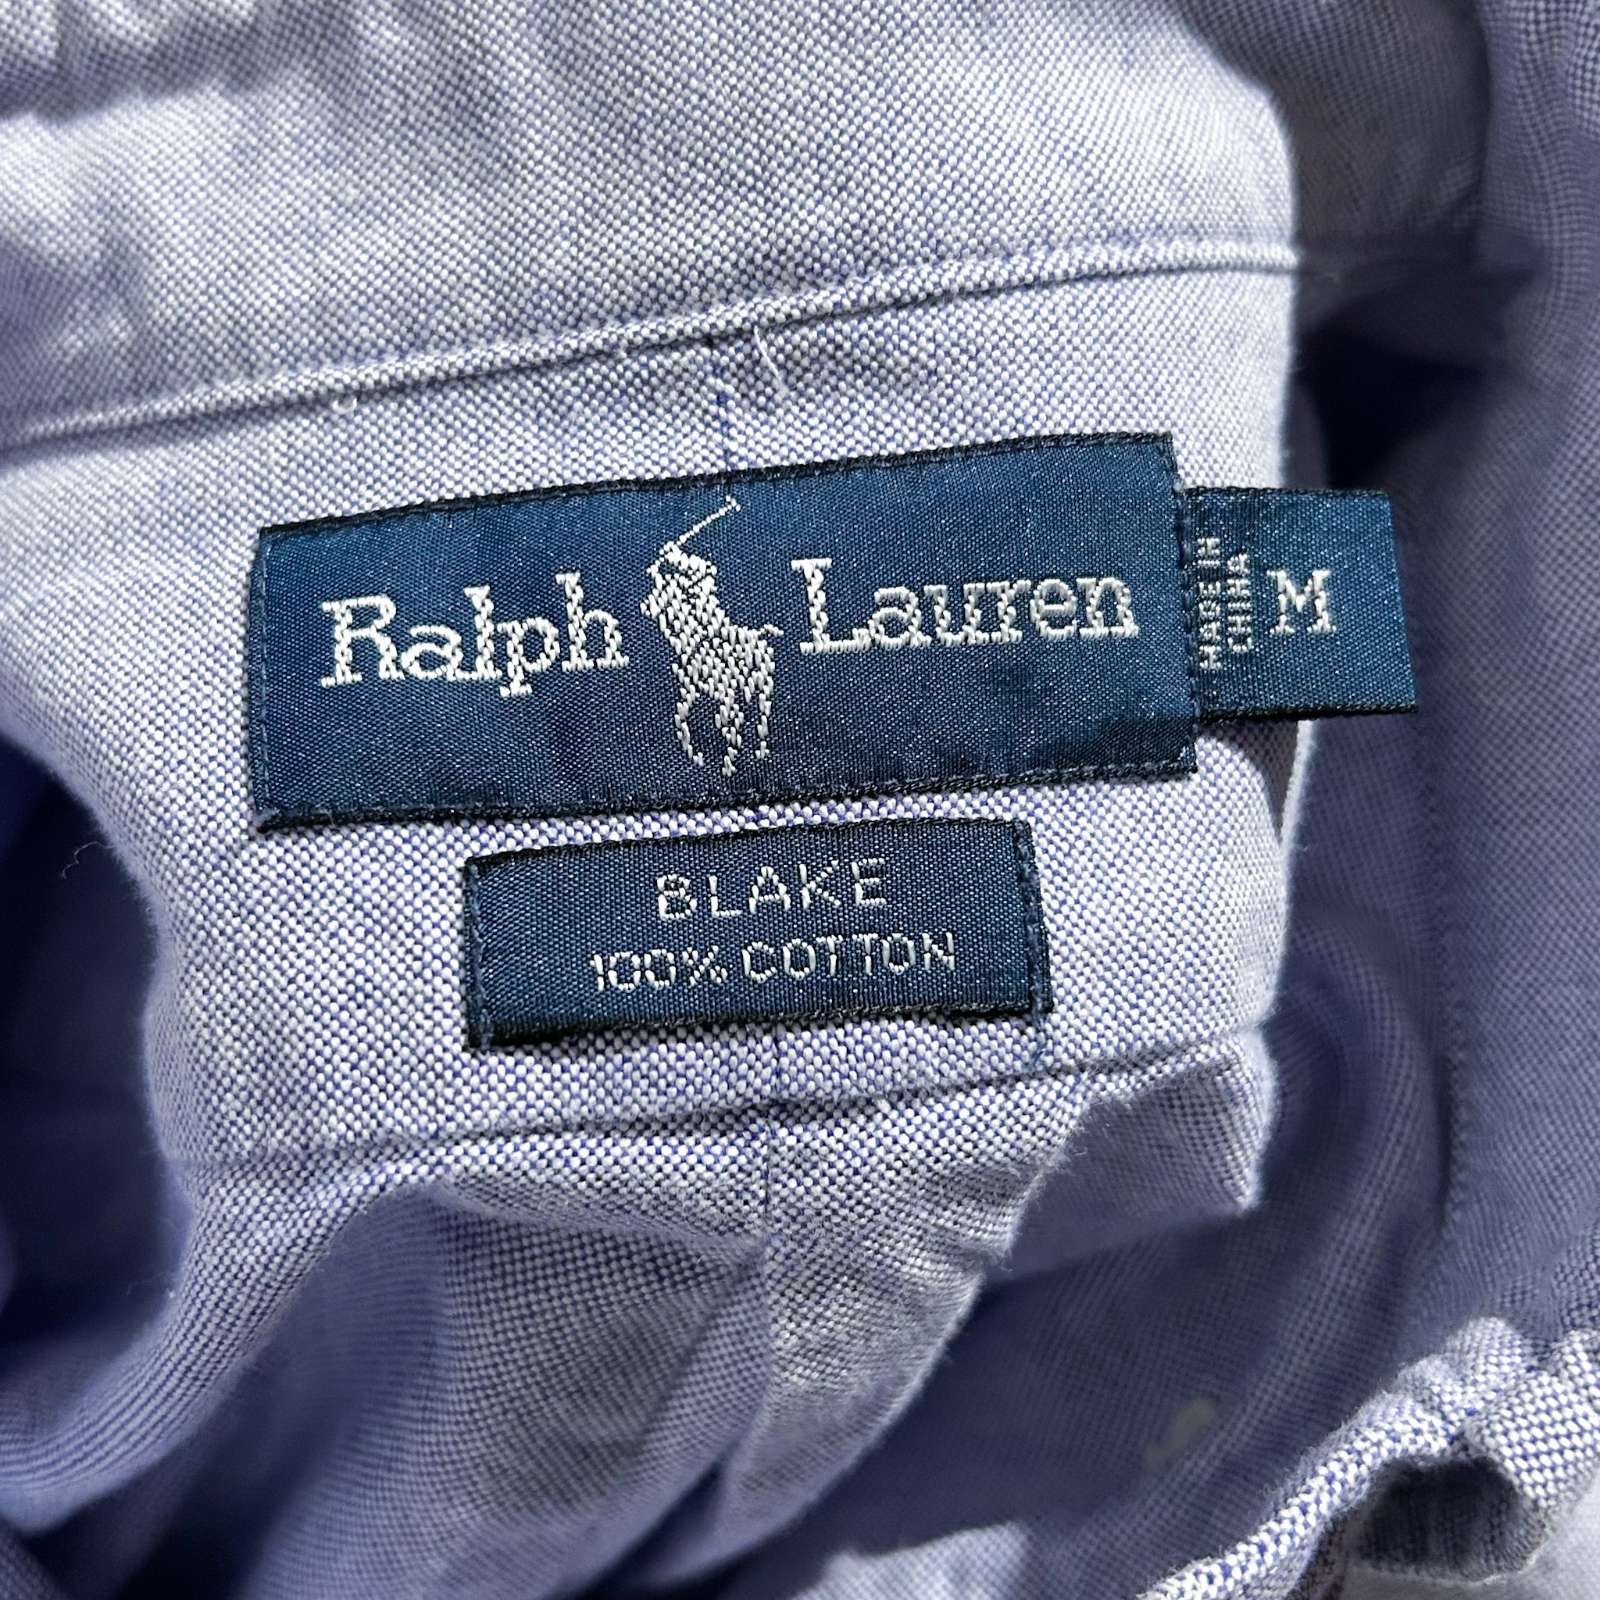 Ralph Lauren
MADE IN
CHINA
M
BLAKE
100% COTTON